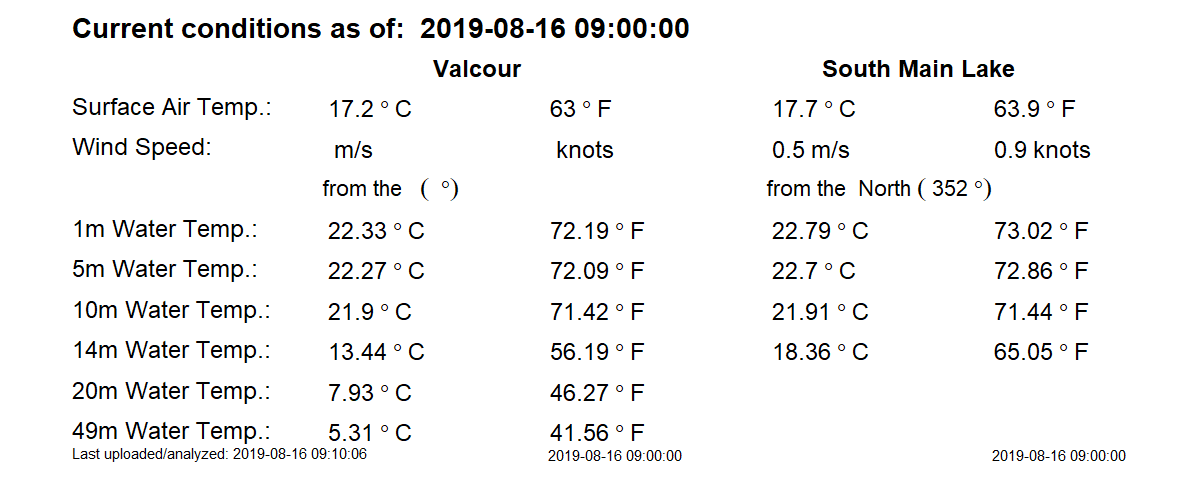 Current conditions as of: 2019-08-16 09:00:00
Valcour South Main Lake
Surface Air Temp.: 17.2 ° C 63 ° F 17.7 ° C 63.9 ° F
Wind Speed: m/s knots 0.5 m/s 0.9 knots
from the ( °) from the North ( 352 °)
1m Water Temp.: 22.33 ° C 72.19 ° F 22.79 ° C 73.02 ° F
5m Water Temp.: 22.27 ° C 72.09 ° F 22.7 ° C 72.86 ° F
10m Water Temp.: 21.9 ° C 71.42 ° F 21.91 ° C 71.44 ° F
14m Water Temp.: 13.44 ° C 56.19 ° F 18.36 ° C 65.05 ° F
20m Water Temp.: 7.93 ° C 46.27 ° F
49m Water Temp.: 5.31 ° C 41.56 ° F
Last uploaded/analyzed: 2019-08-16 09:10:06 2019-08-16 09:00:00 2019-08-16 09:00:00